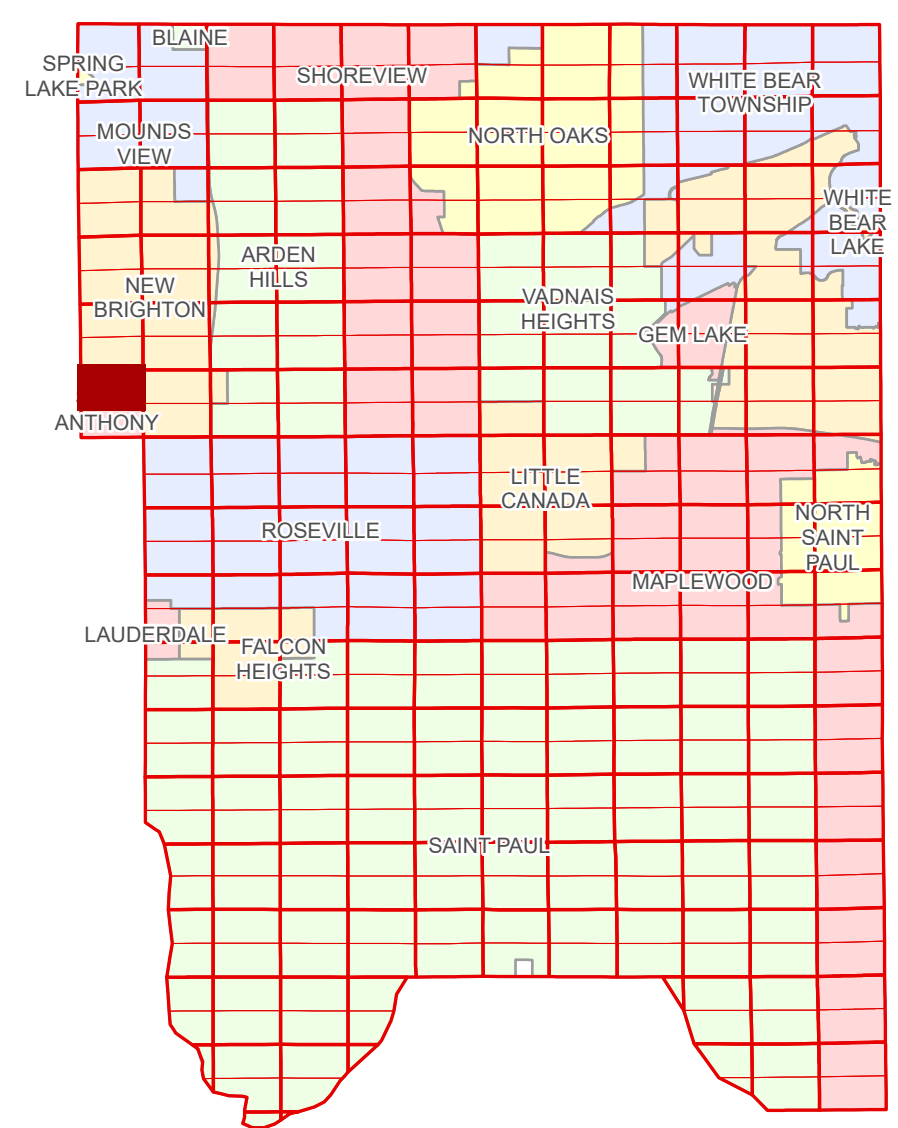 BLAINE
SPRING
LAKE PARK
SHOREVIEW
WHITE BEAR
TOWNSHIP
MOUNDS
VIEW
NORTH OAKS
WHITE
BEAR
LAKE
ARDEN
HILLS
NEW
BRIGHTON
VADNAIS
HEIGHTS
GEM LAKE
ANTHONY
LITTLE
CANADA
NORTH
SAINT
PAUL
ROSEVILLE
MAPLEWOOD
LAUDERDALE
FALCON
HEIGHTS
SAINT PAUL